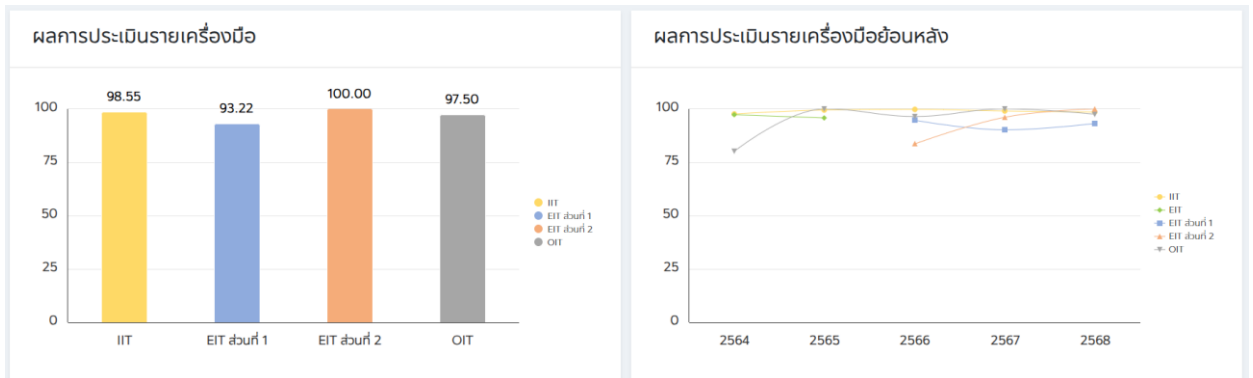 ผลการประเมินรายเครื่องมือ
100
75
50
25
0
98.55
93.22
100.00
97.50
IIT
EIT ส่วนที่ 1
EIT ส่วนที่ 2
OIT
IIT
EIT ส่วนที่ 1
EIT ส่วนที่ 2
OIT
ผลการประเมินรายเครื่องมือย้อนหลัง
100
75
50
25
0
2564
2565
2566
2567
2568
IIT
EIT
EIT ส่วนที่ 1
EIT ส่วนที่ 2
OIT